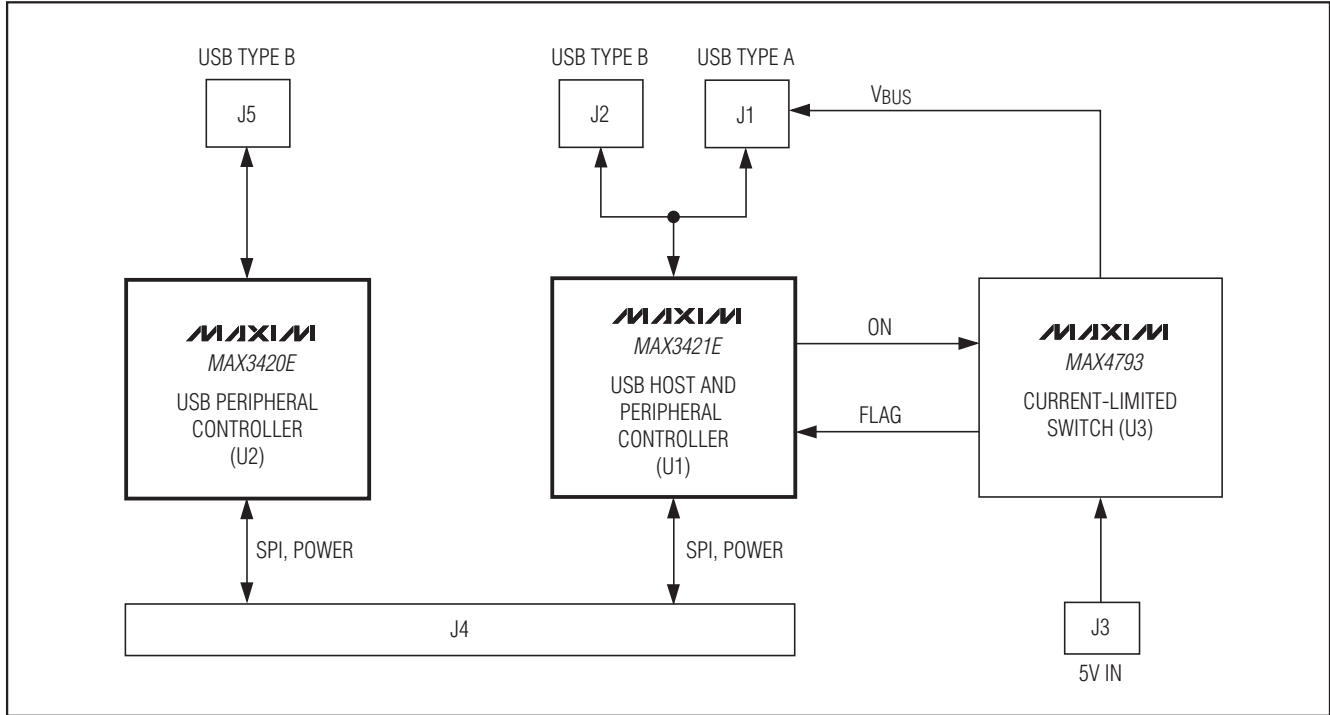 USB TYPE B
USB TYPE B
USB TYPE A
J5
J2
J1
VBUS
MAXIM
MAX3420E
USB PERIPHERAL
CONTROLLER
(U2)
MAXIM
MAX3421E
USB HOST AND
PERIPHERAL
CONTROLLER
(U1)
ON
FLAG
MAXIM
MAX4793
CURRENT-LIMITED
SWITCH (U3)
SPI, POWER
SPI, POWER
J4
J3
5V IN